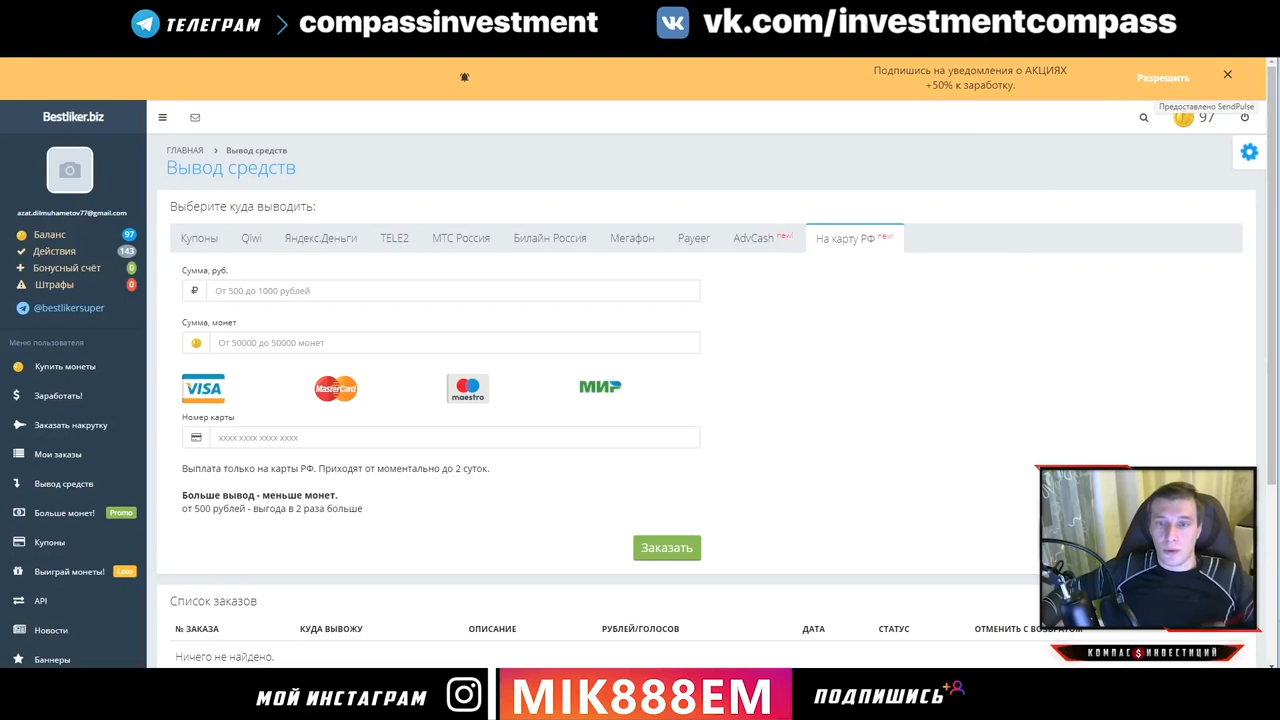 ТЕЛЕГРАМ compassinvestment
vk.com/investmentcompass
Подпишись на уведомления о АКЦИЯХ
+50% к заработку.
Разрешить
Предоставлено SendPulse
Bestliker.biz
97
ГЛАВНАЯ > Вывод средств
Вывод средств
azat.dilmuhametov77@gmail.com
Баланс 97
Действия 143
Бонусный счёт 0
Штрафы 0
@bestlikersuper
Меню пользователя
Купить монеты
Заработать!
Заказать накрутку
Мои заказы
Вывод средств
Больше монет! Promo
Купоны
Выиграй монеты! Loto
API
Новости
Баннеры
Выберите куда выводить:
Купоны Qiwi Яндекс.Деньги TELE2 МТС Россия Билайн Россия Мегафон Payeer AdvCash new! На карту РФ new!
Сумма, руб.
От 500 до 1000 рублей
Сумма, монет
От 50000 до 50000 монет
VISA MasterCard maestro МИР
Номер карты
xxxx xxxx xxxx xxxx
Выплата только на карты РФ. Приходят от моментально до 2 суток.
Больше вывод - меньше монет.
от 500 рублей - выгода в 2 раза больше
Заказать
Список заказов
№ ЗАКАЗА КУДА ВЫВОЖУ ОПИСАНИЕ РУБЛЕЙ/ГОЛОСОВ ДАТА СТАТУС ОТМЕНИТЬ С ВОЗВРАТОМ
Ничего не найдено.
КОМПАС $ ИНВЕСТИЦИЙ
МОЙ ИНСТАГРАМ MIK888EM ПОДПИШИСЬ